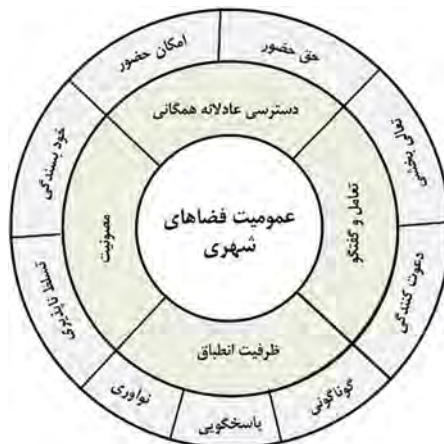 حق حضور
امکان حضور
دسترسی عادلانه همگانی
تعالی بخشی
خود بسندگی
تعامل و گفتگو
مصونیت
عمومیت فضاهای
شهری
دعوت کنندگی
تسلط ناپذیری
ظرفیت انطباق
گوناگونی
پاسخگویی
نوآوری